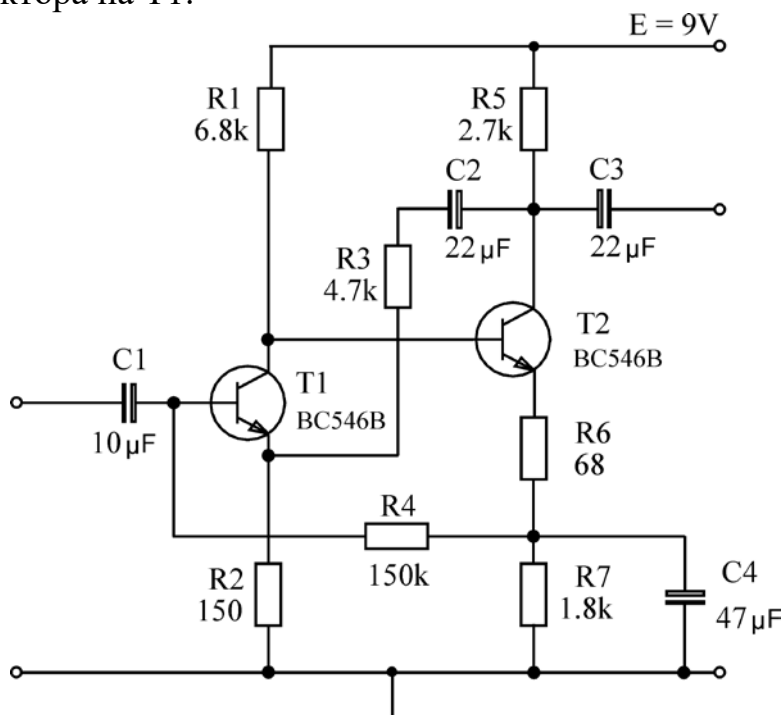 E = 9V
R1
6.8k
R5
2.7k
C2
22µF
C3
22µF
R3
4.7k
T2
BC546B
C1
10µF
T1
BC546B
R6
68
R4
150k
R2
150
R7
1.8k
C4
47µF